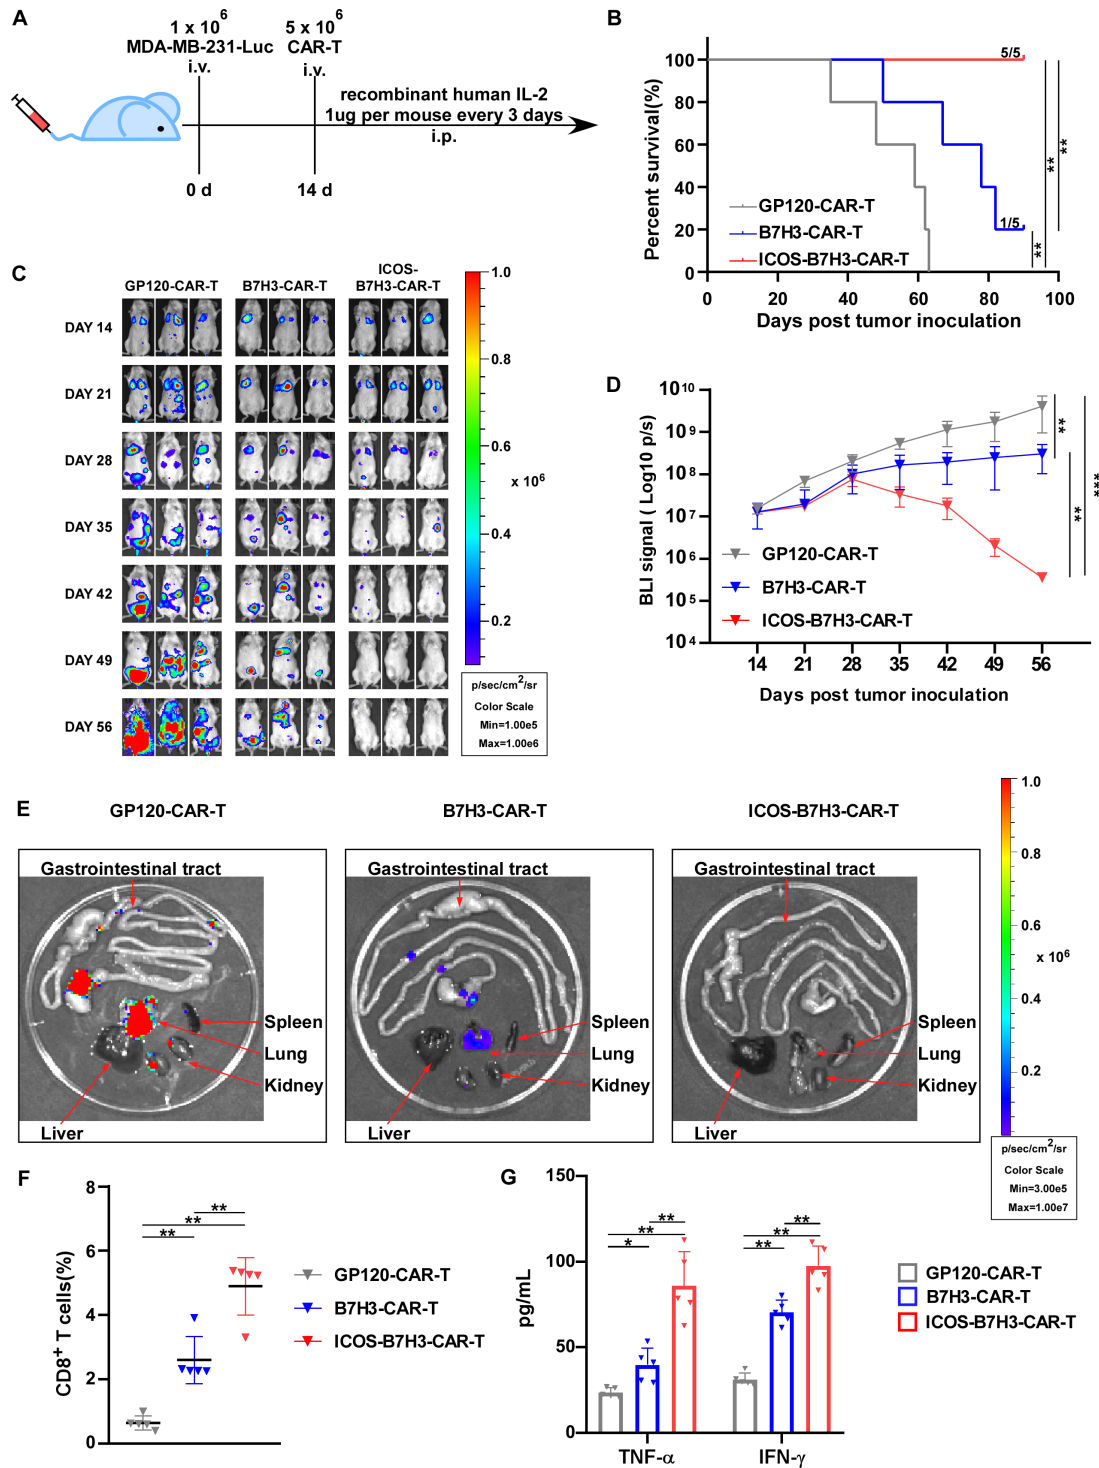 A
1 x 10^6
MDA-MB-231-Luc
i.v.
5 x 10^6
CAR-T
i.v.
recombinant human IL-2
1ug per mouse every 3 days
i.p.
0 d
14 d
B
Percent survival(%)
100
80
60
40
20
0
5/5
1/5
GP120-CAR-T
B7H3-CAR-T
ICOS-B7H3-CAR-T
**
**
**
0 20 40 60 80 100
Days post tumor inoculation
C
GP120-CAR-T
B7H3-CAR-T
ICOS-
B7H3-CAR-T
DAY 14
DAY 21
DAY 28
DAY 35
DAY 42
DAY 49
DAY 56
1.0
0.8
0.6
x 10^6
0.4
0.2
p/sec/cm^2/sr
Color Scale
Min=1.00e5
Max=1.00e6
D
BLI signal ( Log10 p/s)
10^10
10^9
10^8
10^7
10^6
10^5
10^4
GP120-CAR-T
B7H3-CAR-T
ICOS-B7H3-CAR-T
**
**
***
14 21 28 35 42 49 56
Days post tumor inoculation
E
GP120-CAR-T
B7H3-CAR-T
ICOS-B7H3-CAR-T
Gastrointestinal tract
Spleen
Lung
Kidney
Liver
Gastrointestinal tract
Spleen
Lung
Kidney
Liver
Gastrointestinal tract
Spleen
Lung
Kidney
Liver
1.0
0.8
0.6
x 10^6
0.4
0.2
p/sec/cm^2/sr
Color Scale
Min=3.00e5
Max=1.00e7
F
CD8+ T cells(%)
8
6
4
2
0
**
**
**
GP120-CAR-T
B7H3-CAR-T
ICOS-B7H3-CAR-T
G
pg/mL
150
100
50
0
**
**
*
**
**
**
TNF-α
IFN-γ
GP120-CAR-T
B7H3-CAR-T
ICOS-B7H3-CAR-T